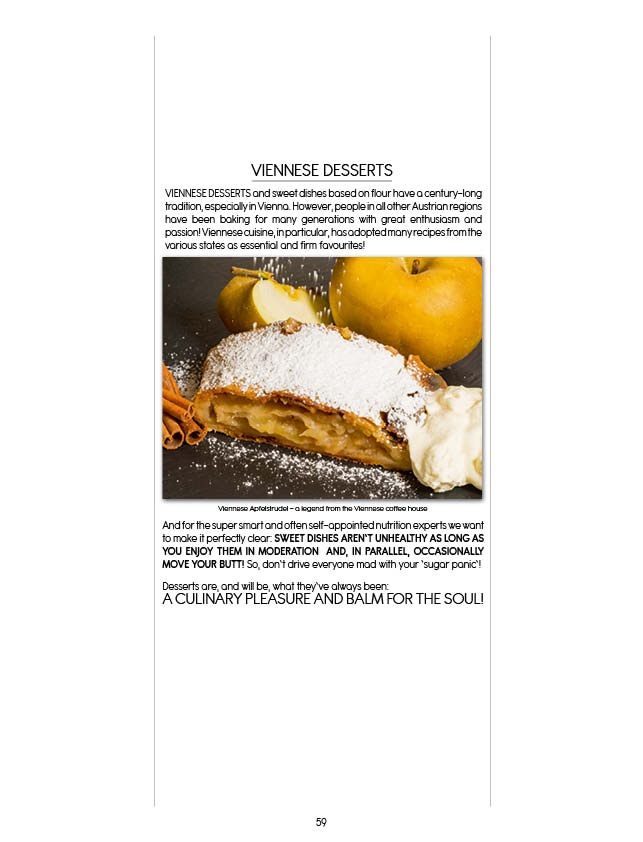 VIENNESE DESSERTS
VIENNESE DESSERTS and sweet dishes based on flour have a century-long
tradition, especially in Vienna. However, people in all other Austrian regions
have been baking for many generations with great enthusiasm and
passion! Viennese cuisine, in particular, has adopted many recipes from the
various states as essential and firm favourites!
Viennese Apfelstrudel - a legend from the Viennese coffee house
And for the super smart and often self-appointed nutrition experts we want
to make it perfectly clear: SWEET DISHES AREN`T UNHEALTHY AS LONG AS
YOU ENJOY THEM IN MODERATION AND, IN PARALLEL, OCCASIONALLY
MOVE YOUR BUTT! So, don`t drive everyone mad with your `sugar panic`!
Desserts are, and will be, what they`ve always been:
A CULINARY PLEASURE AND BALM FOR THE SOUL!
59